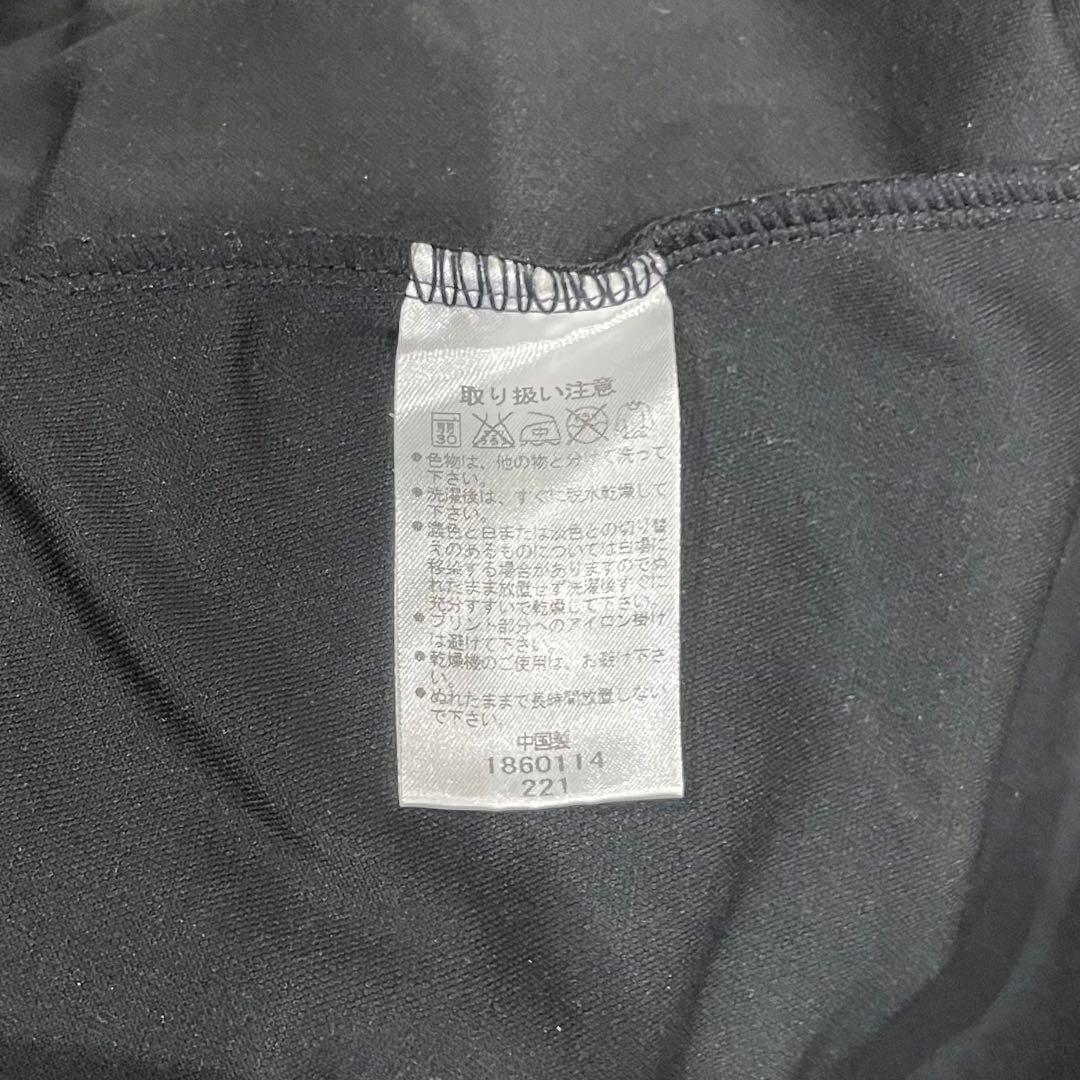 取り扱い注意
弱
30
●色物は、他の物と分けて洗って
下さい。
●洗濯後は、すぐに脱水乾燥して
下さい。
●濃色と白または淡色との切り替
えのあるものについては白場に
移染する場合がありますのでぬ
れたまま放置せず洗濯後すぐに
充分すすいで乾燥して下さい。
●プリント部分へのアイロン掛け
は避けて下さい。
●乾燥機のご使用は、お避け下さ
い。
●ぬれたままで長時間放置しない
で下さい。
中国製
1860114
221